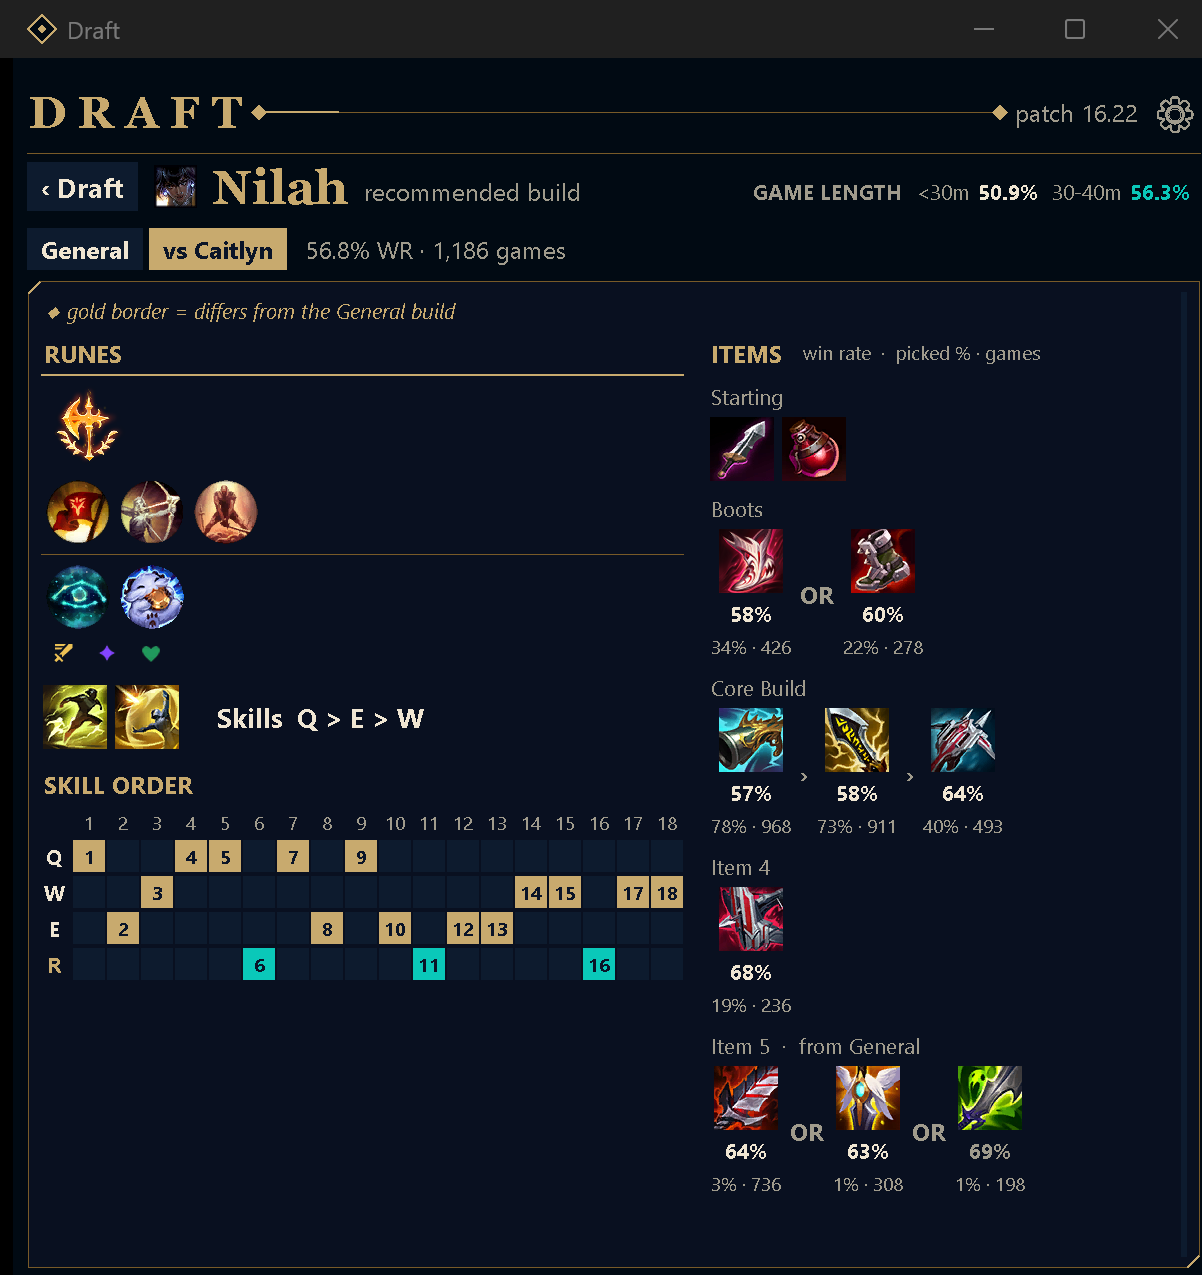 Draft
DRAFT patch 16.22
‹ Draft Nilah recommended build GAME LENGTH <30m 50.9% 30-40m 56.3%
General vs Caitlyn 56.8% WR · 1,186 games
◆ gold border = differs from the General build
RUNES
Skills Q > E > W
SKILL ORDER
1 2 3 4 5 6 7 8 9 10 11 12 13 14 15 16 17 18
Q 1 4 5 7 9
W 3 14 15 17 18
E 2 8 10 12 13
R 6 11 16
ITEMS win rate · picked % · games
Starting
Boots
OR
58% 60%
34% · 426 22% · 278
Core Build
› ›
57% 58% 64%
78% · 968 73% · 911 40% · 493
Item 4
68%
19% · 236
Item 5 · from General
OR OR
64% 63% 69%
3% · 736 1% · 308 1% · 198